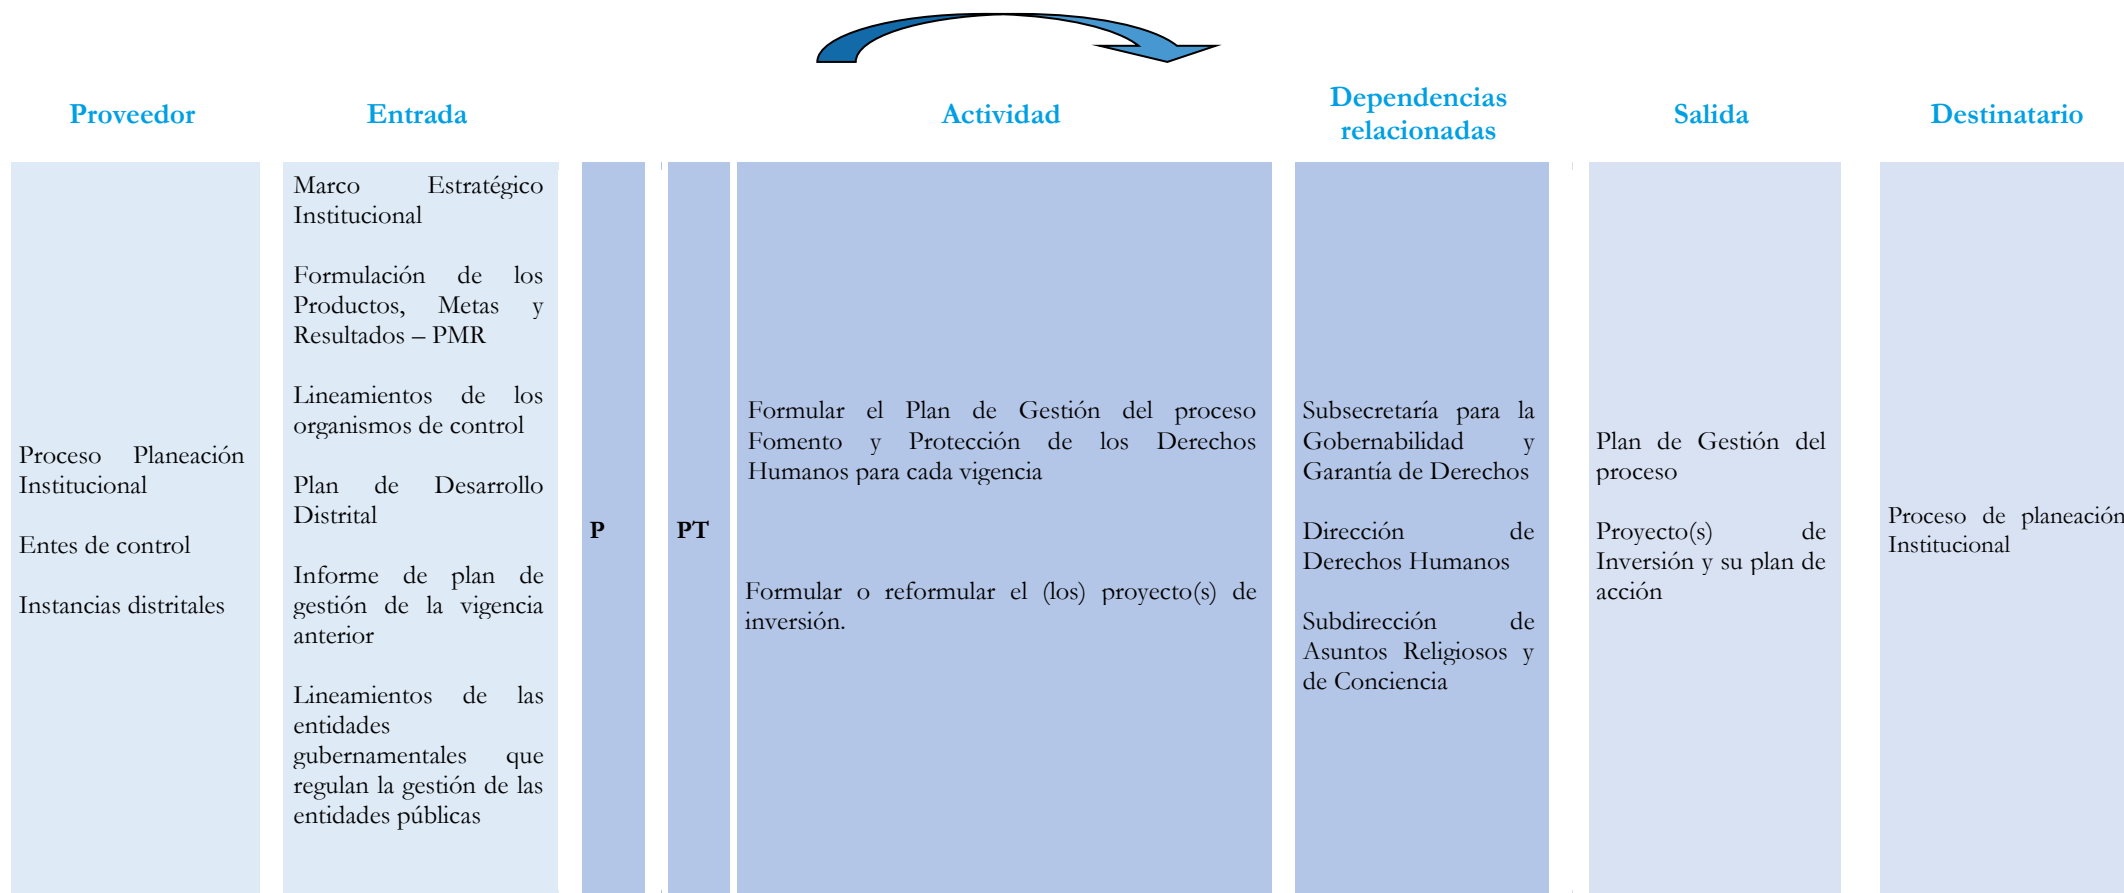 Proveedor
Entrada
Actividad
Dependencias
relacionadas
Salida
Destinatario
Proceso Planeación
Institucional
Entes de control
Instancias distritales
Marco Estratégico
Institucional
Formulación de los
Productos, Metas y
Resultados – PMR
Lineamientos de los
organismos de control
Plan de Desarrollo
Distrital
Informe de plan de
gestión de la vigencia
anterior
Lineamientos de las
entidades
gubernamentales que
regulan la gestión de las
entidades públicas
P
PT
Formular el Plan de Gestión del proceso
Fomento y Protección de los Derechos
Humanos para cada vigencia
Formular o reformular el (los) proyecto(s) de
inversión.
Subsecretaría para la
Gobernabilidad y
Garantía de Derechos
Dirección de
Derechos Humanos
Subdirección de
Asuntos Religiosos y
de Conciencia
Plan de Gestión del
proceso
Proyecto(s) de
Inversión y su plan de
acción
Proceso de planeación
Institucional